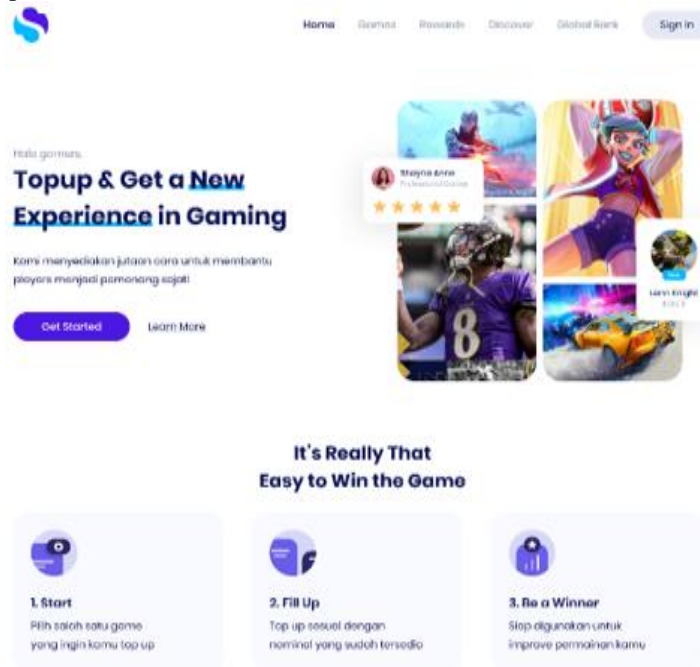 Home Games Rewards Discover Global Rank Sign In
Halo gamers,
Topup & Get a New
Experience in Gaming
Kami menyediakan jutaan cara untuk membantu
players menjadi pemenang sejati
Get Started Learn More
Shayna Anne
Professional Gamer
8
It's Really That
Easy to Win the Game
1. Start
Pilih salah satu game
yang ingin kamu top up
2. Fill Up
Top up sesuai dengan
nominal yang sudah tersedia
3. Be a Winner
Siap digunakan untuk
improve permainan kamu